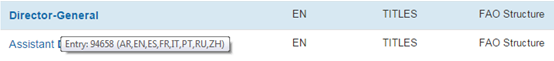 Director-General EN TITLES FAO Structure
Assistant Entry: 94658 (AR,EN,ES,FR,IT,PT,RU,ZH) EN TITLES FAO Structure